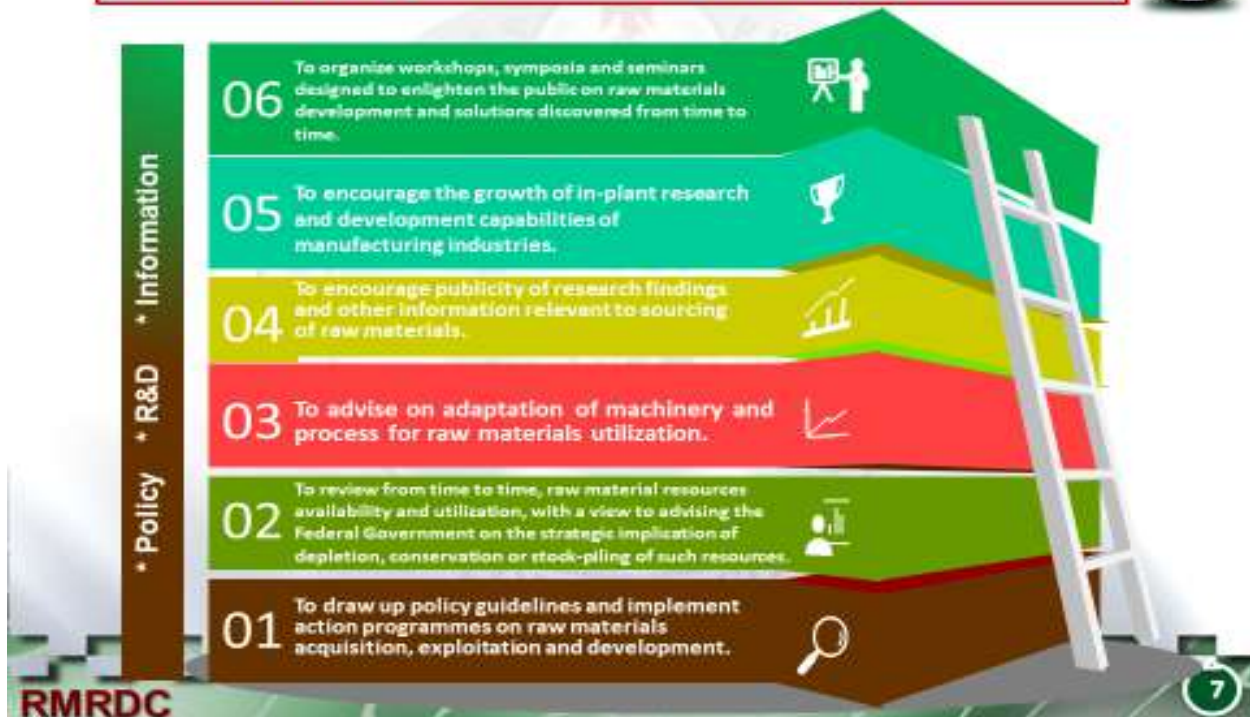 06
To organize workshops, symposia and seminars
designed to enlighten the public on raw materials
development and solutions discovered from time to
time.
05
To encourage the growth of in-plant research
and development capabilities of
manufacturing industries.
04
To encourage publicity of research findings
and other information relevant to sourcing
of raw materials.
03
To advise on adaptation of machinery and
process for raw materials utilization.
02
To review from time to time, raw material resources
availability and utilization, with a view to advising the
Federal Government on the strategic implication of
depletion, conservation or stock-piling of such resources.
01
To draw up policy guidelines and implement
action programmes on raw materials
acquisition, exploitation and development.
* Policy * R&D * Information
RMRDC
7